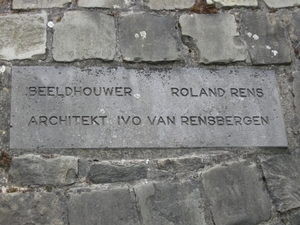 BEELDHOUWER ROLAND RENS
ARCHITEKT IVO VAN RENSBERGEN